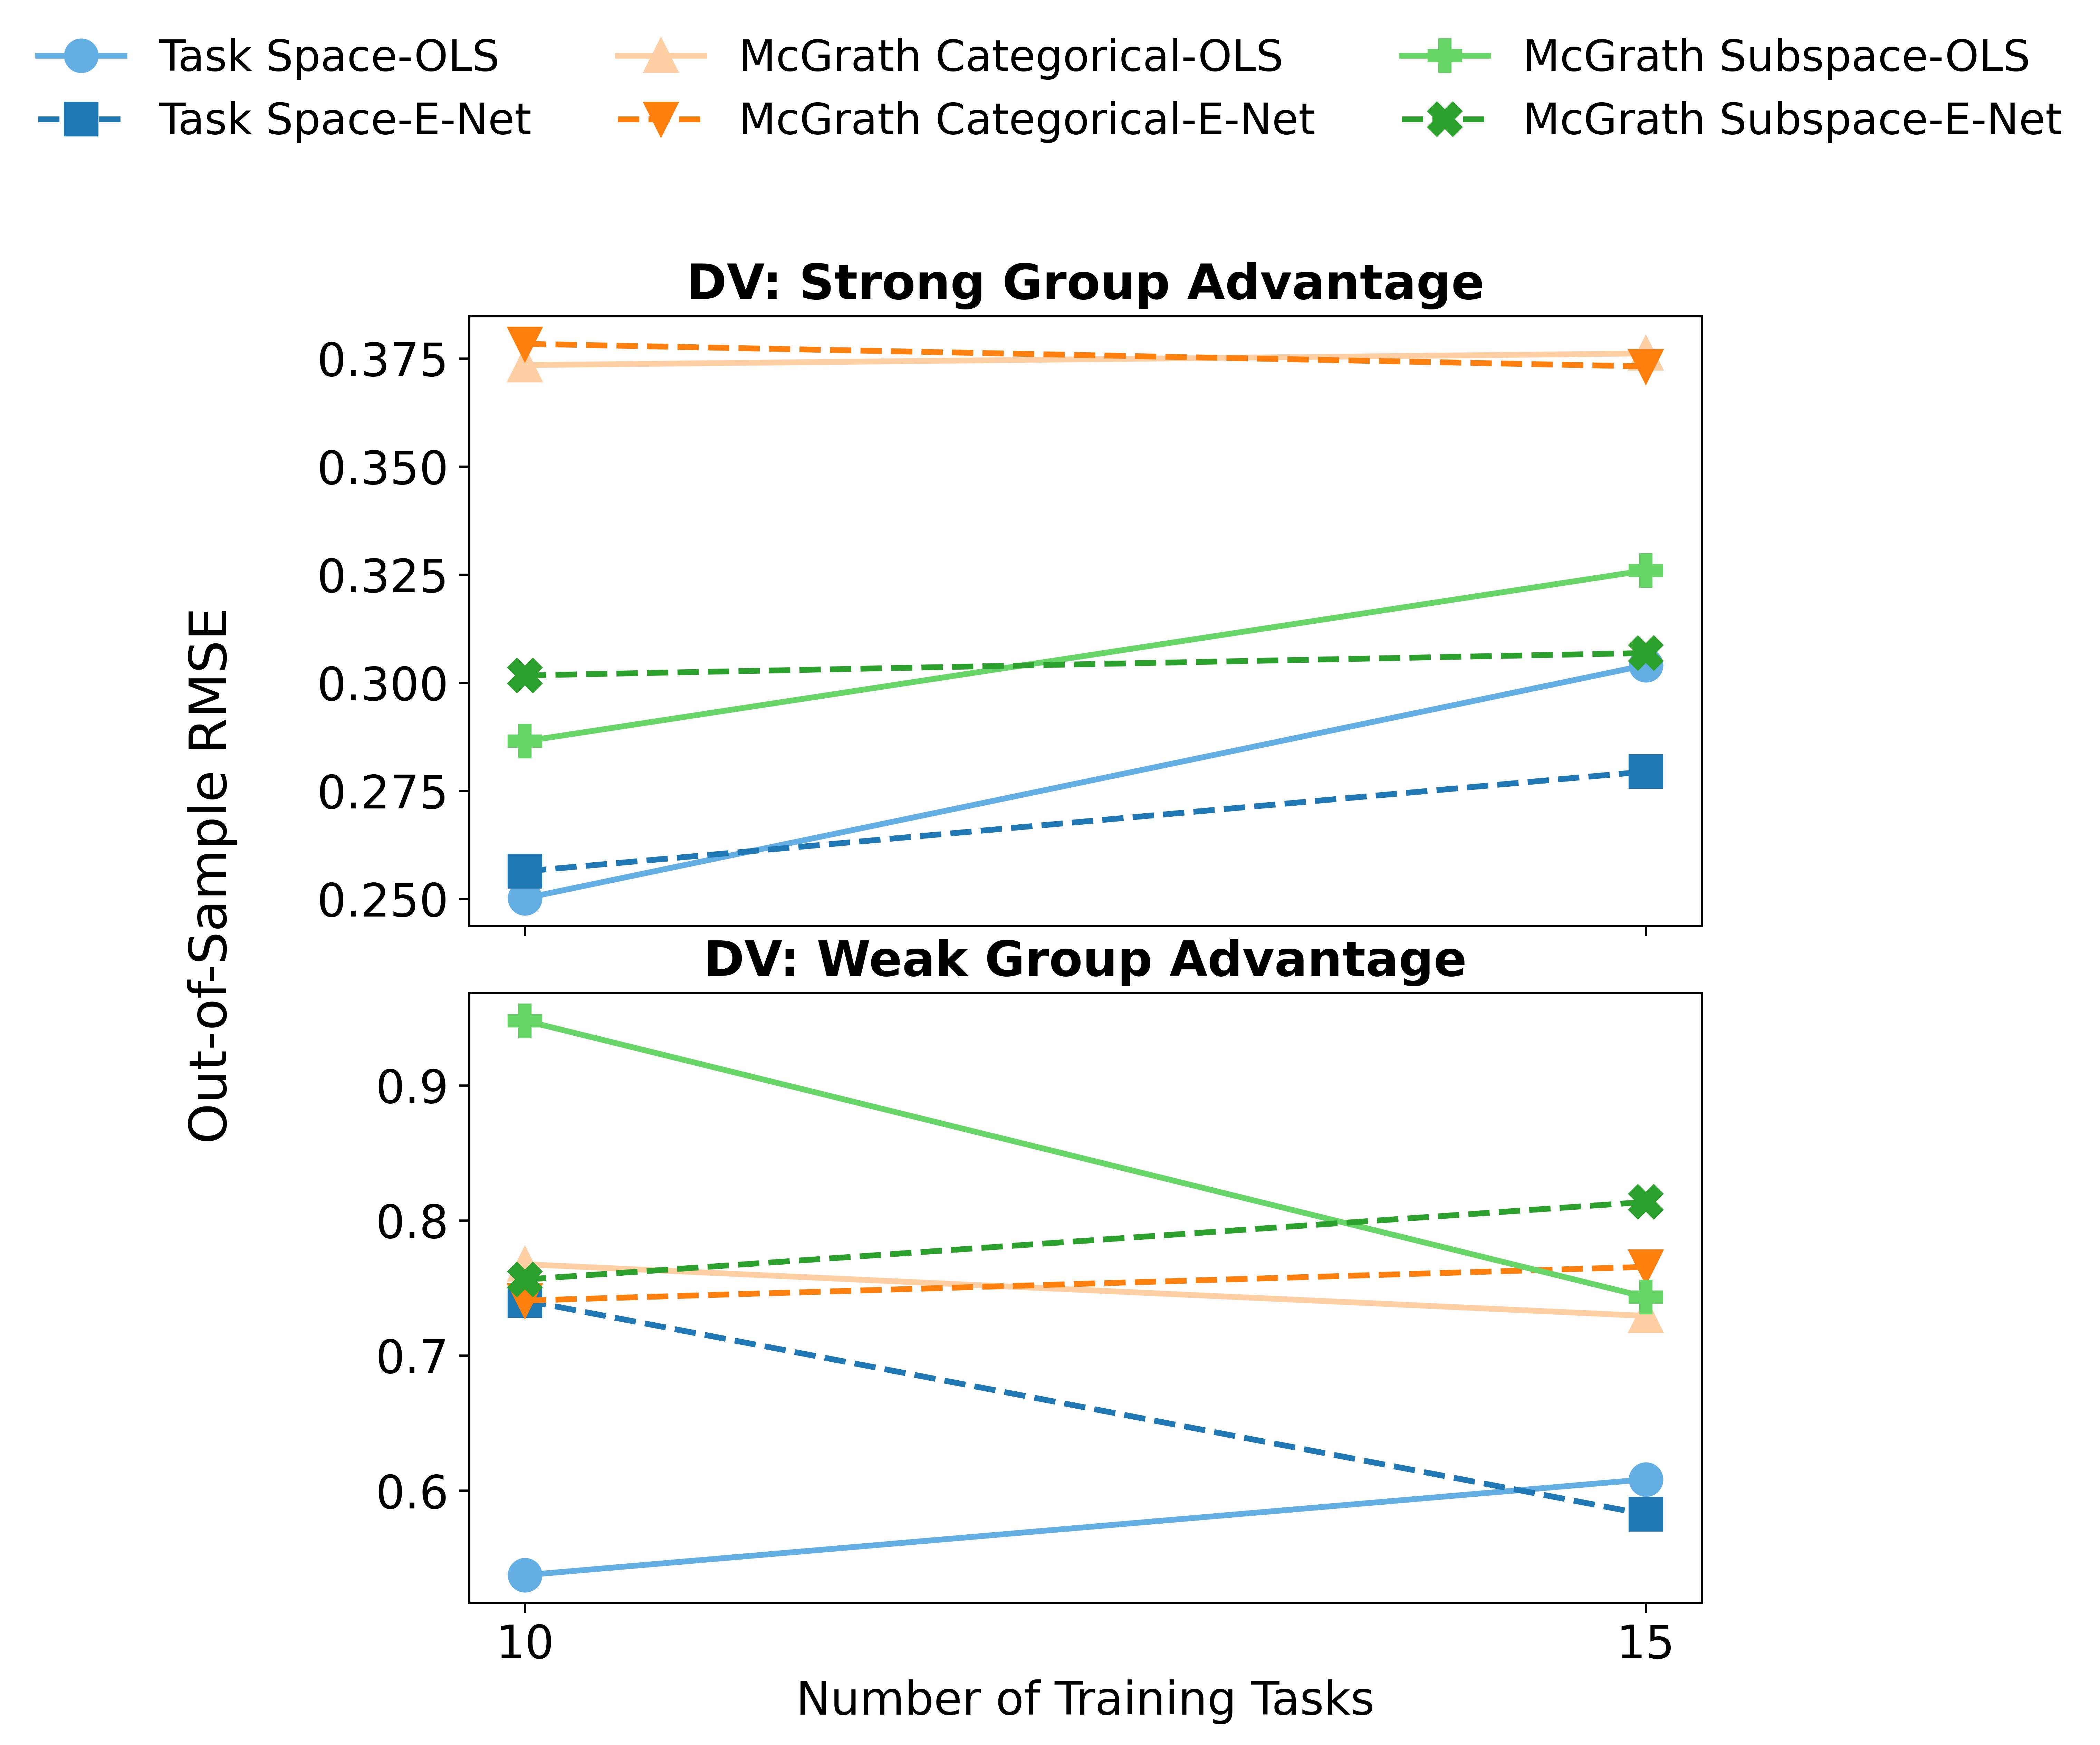 Task Space-OLS McGrath Categorical-OLS McGrath Subspace-OLS
Task Space-E-Net McGrath Categorical-E-Net McGrath Subspace-E-Net
DV: Strong Group Advantage
0.375
0.350
0.325
0.300
0.275
0.250
Out-of-Sample RMSE
DV: Weak Group Advantage
0.9
0.8
0.7
0.6
10 15
Number of Training Tasks